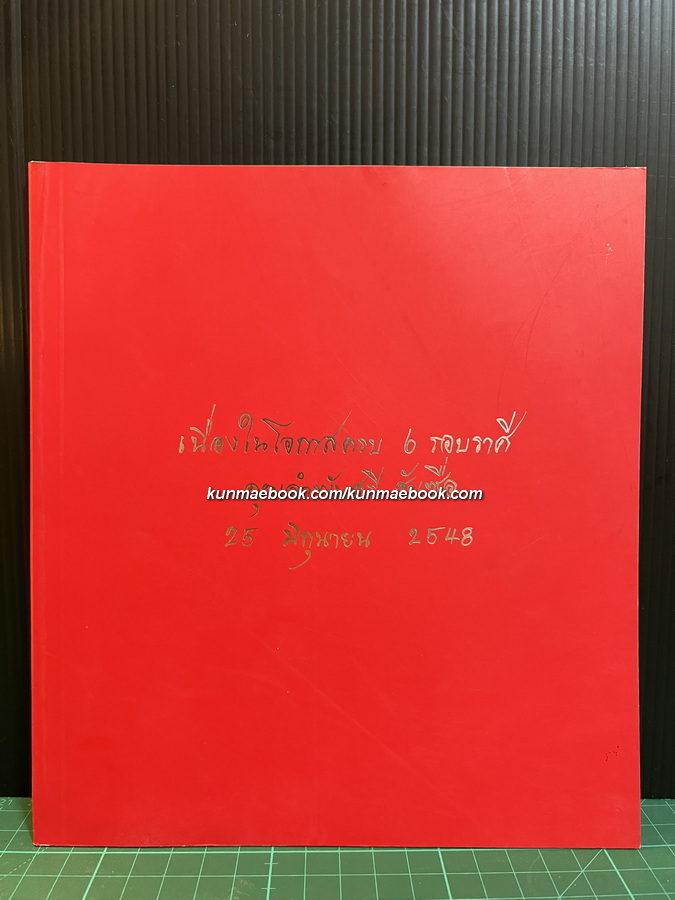 เนื่องในโอกาสครบ ๖ รอบราศี
kunmaebook.com/kunmaebook.com
25 มิถุนายน 2548